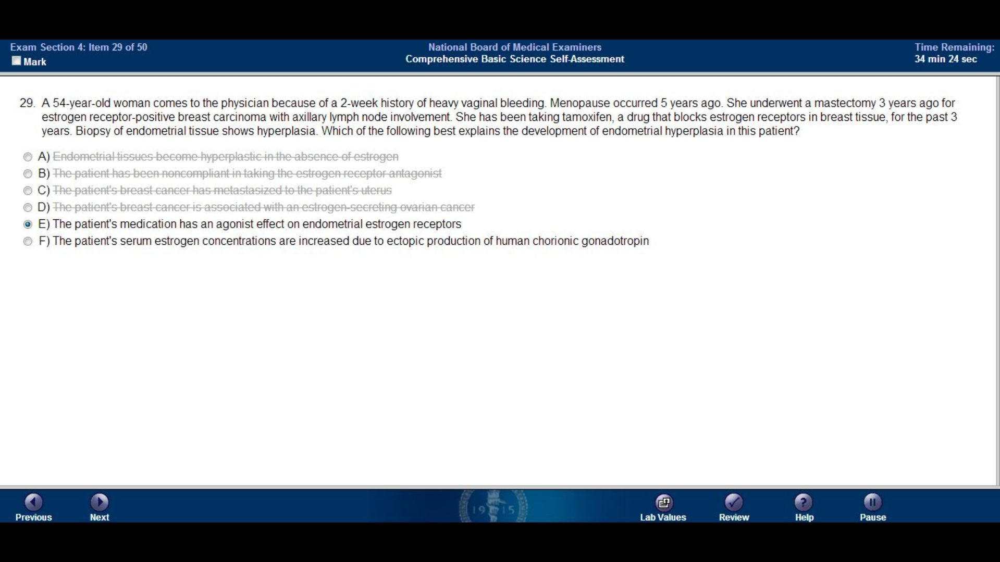 Exam Section 4: Item 29 of 50
National Board of Medical Examiners
Time Remaining:
Mark
Comprehensive Basic Science Self-Assessment
34 min 24 sec
29. A 54-year-old woman comes to the physician because of a 2-week history of heavy vaginal bleeding. Menopause occurred 5 years ago. She underwent a mastectomy 3 years ago for
estrogen receptor-positive breast carcinoma with axillary lymph node involvement. She has been taking tamoxifen, a drug that blocks estrogen receptors in breast tissue, for the past 3
years. Biopsy of endometrial tissue shows hyperplasia. Which of the following best explains the development of endometrial hyperplasia in this patient?
A) Endometrial tissues become hyperplastic in the absence of estrogen
B) The patient has been noncompliant in taking the estrogen receptor antagonist
C) The patient's breast cancer has metastasized to the patient's uterus
D) The patient's breast cancer is associated with an estrogen-secreting ovarian cancer
E) The patient's medication has an agonist effect on endometrial estrogen receptors
F) The patient's serum estrogen concentrations are increased due to ectopic production of human chorionic gonadotropin
1915
Previous
Next
Lab Values
Review
Help
Pause